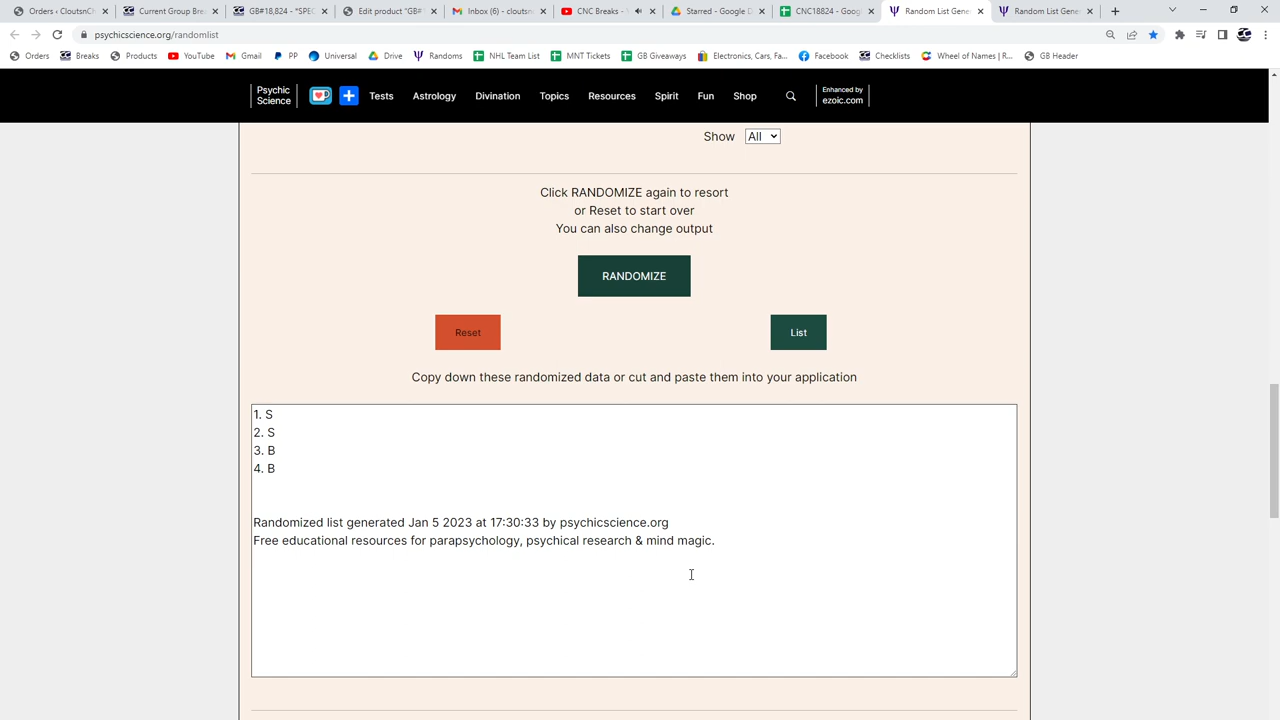 Orders < CloutsnCh
Current Group Bre
GB#18,824 - *SPEC
Edit product "GB#
Inbox (6) - cloutsn
CNC Breaks -
Starred - Google D
CNC18824 - Goog
Random List Gene
Random List Gene
psychicscience.org/randomlist
Orders
Breaks
Products
YouTube
Gmail
PP
Universal
Drive
Randoms
NHL Team List
MNT Tickets
GB Giveaways
Electronics, Cars, Fa...
Facebook
Checklists
Wheel of Names | R...
GB Header
Psychic
Science
Tests
Astrology
Divination
Topics
Resources
Spirit
Fun
Shop
Enhanced by
ezoic.com
Show All
Click RANDOMIZE again to resort
or Reset to start over
You can also change output
RANDOMIZE
Reset
List
Copy down these randomized data or cut and paste them into your application
1. S
2. S
3. B
4. B
Randomized list generated Jan 5 2023 at 17:30:33 by psychicscience.org
Free educational resources for parapsychology, psychical research & mind magic.